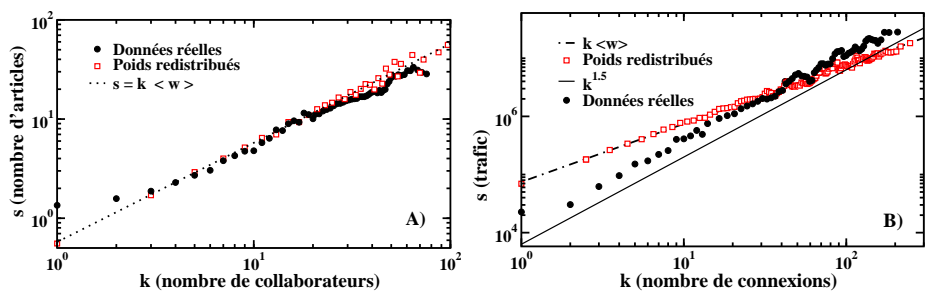 10²
Données réelles
Poids redistribués
s = k < w >
10¹
10⁰
s (nombre d'articles)
A)
10⁰
10¹
10²
k (nombre de collaborateurs)
k <w>
Poids redistribués
k^1.5
Données réelles
10⁶
10⁴
s (trafic)
B)
10⁰
10¹
10²
k (nombre de connexions)